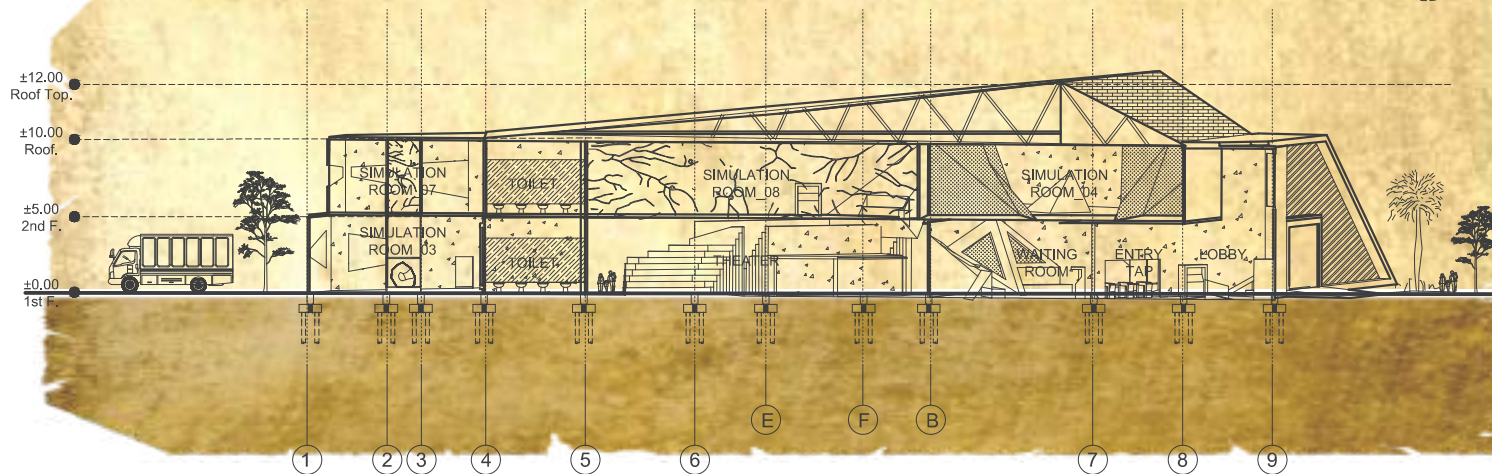 ±12.00
Roof Top.
±10.00
Roof.
±5.00
2nd F.
±0.00
1st F.
SIMULATION
ROOM_07
TOILET
SIMULATION
ROOM_08
SIMULATION
ROOM_04
SIMULATION
ROOM_03
TOILET
THEATER
WAITING
ROOM
ENTRY
TAP
LOBBY
E
F
B
1
2
3
4
5
6
7
8
9